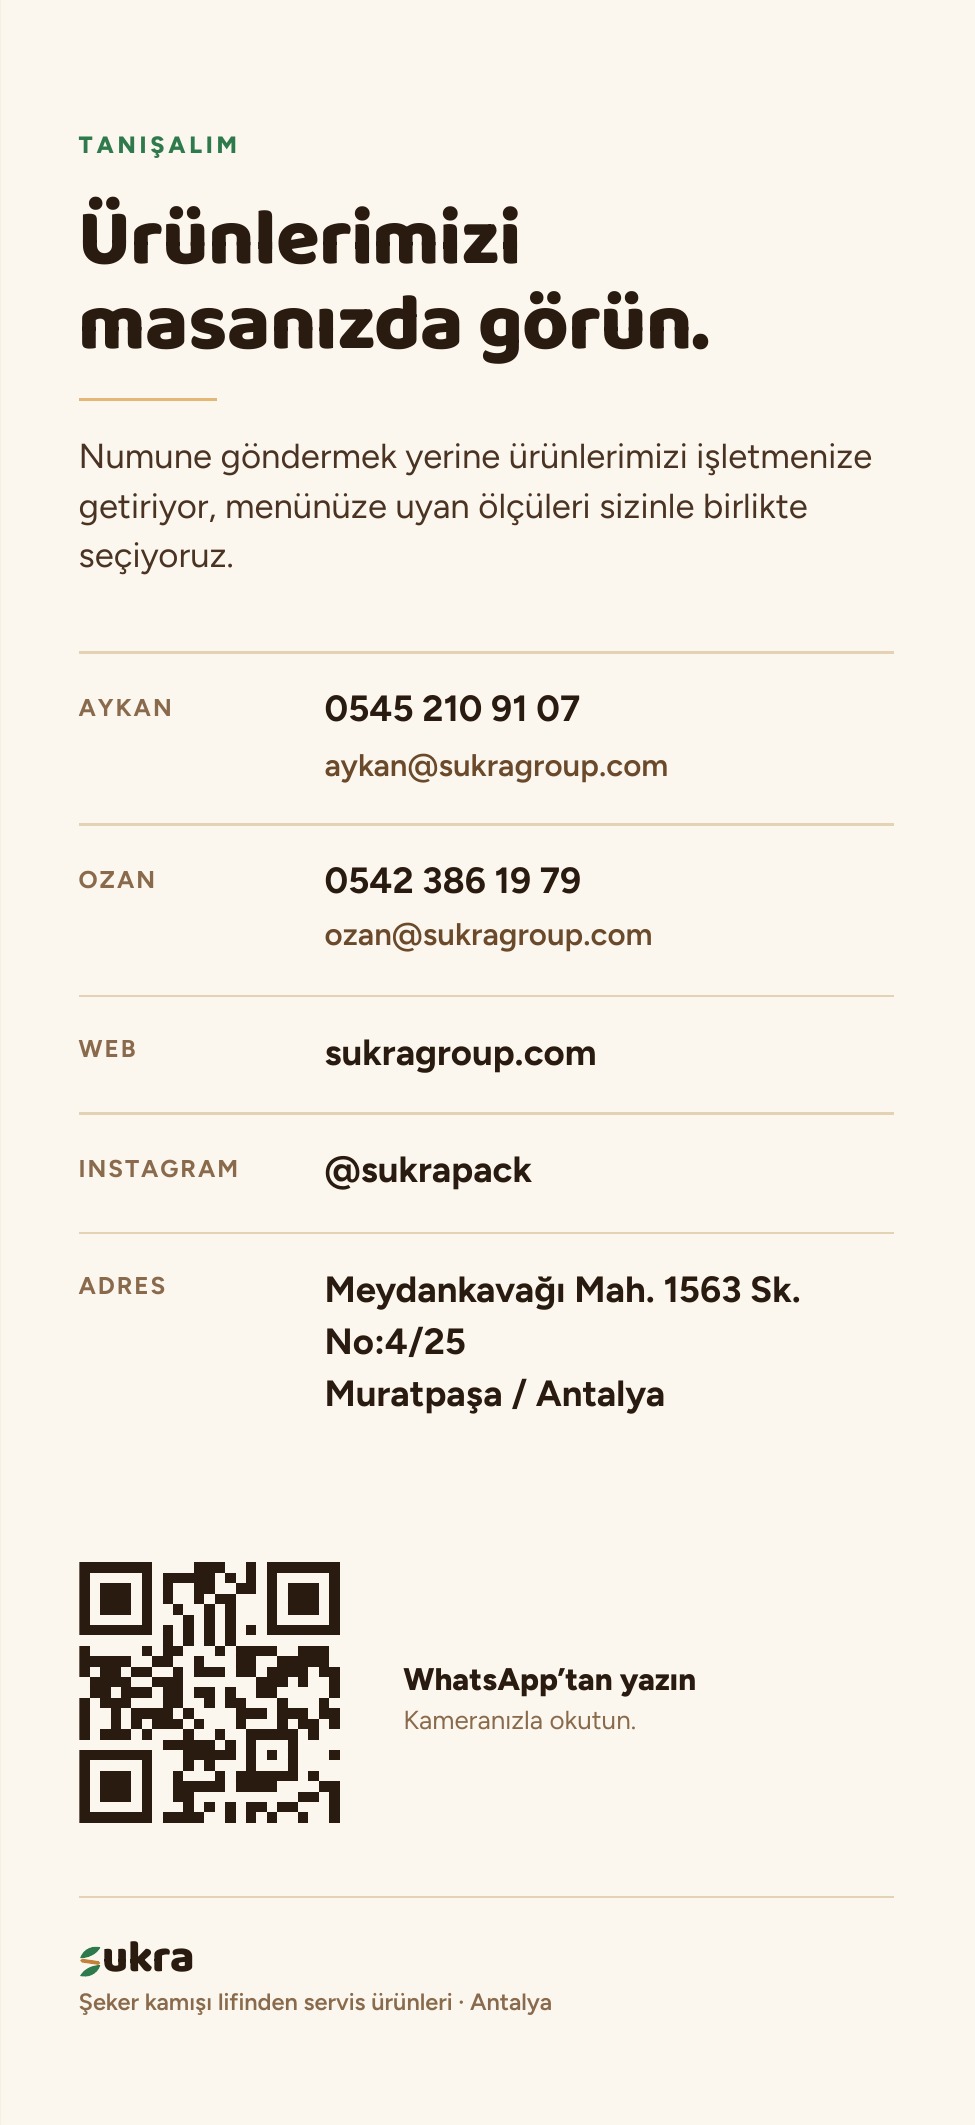 TANIŞALIM
Ürünlerimizi
masanızda görün.
Numune göndermek yerine ürünlerimizi işletmenize
getiriyor, menünüze uyan ölçüleri sizinle birlikte
seçiyoruz.
AYKAN 0545 210 91 07
aykan@sukragroup.com
OZAN 0542 386 19 79
ozan@sukragroup.com
WEB sukragroup.com
INSTAGRAM @sukrapack
ADRES Meydankavağı Mah. 1563 Sk.
No:4/25
Muratpaşa / Antalya
WhatsApp’tan yazın
Kameranızla okutun.
sukra
Şeker kamışı lifinden servis ürünleri · Antalya